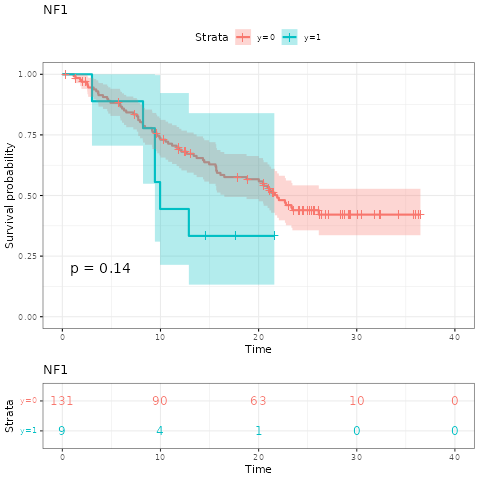 NF1
Strata y=0 y=1
1.00
0.75
0.50
0.25
0.00
Survival probability
p = 0.14
0 10 20 30 40
Time
NF1
Strata
y=0 131 90 63 10 0
y=1 9 4 1 0 0
0 10 20 30 40
Time